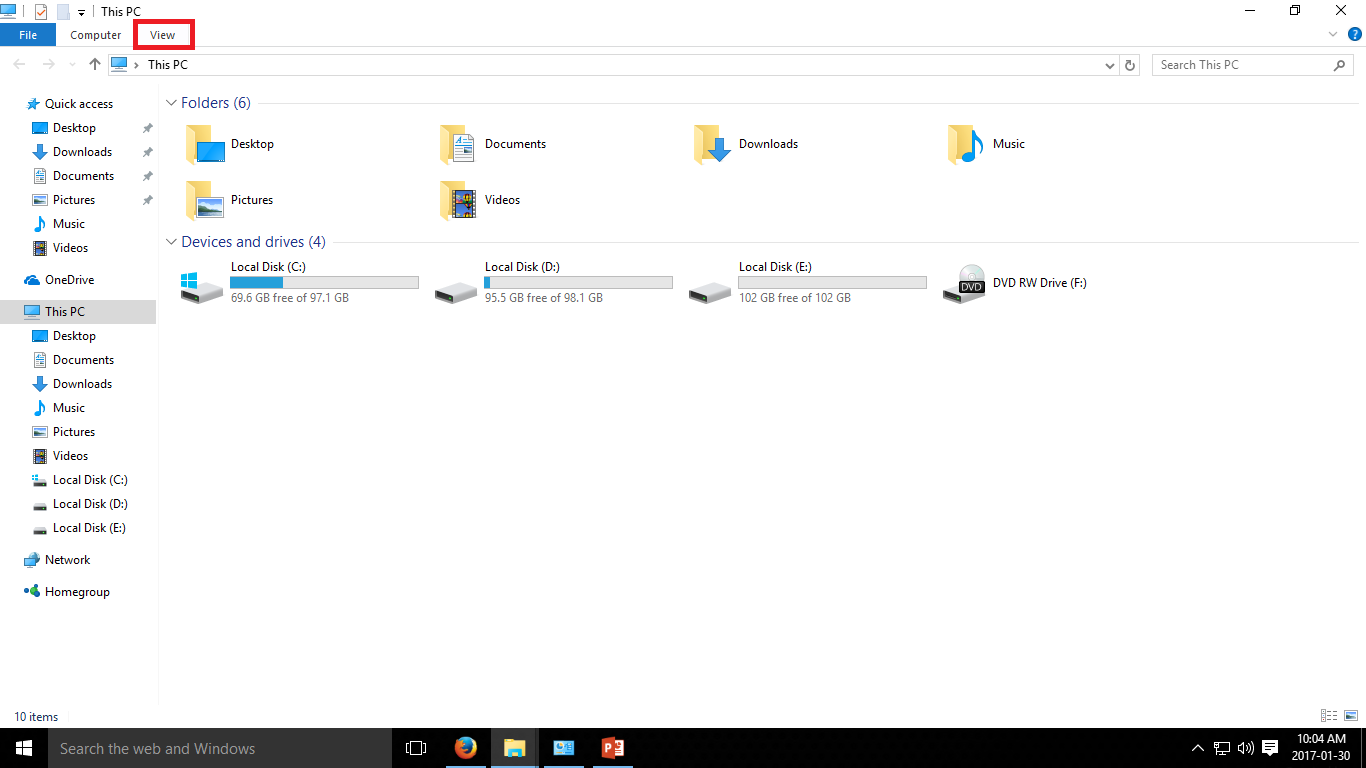 This PC
File Computer View
This PC
Search This PC
Quick access
Desktop
Downloads
Documents
Pictures
Music
Videos
OneDrive
This PC
Desktop
Documents
Downloads
Music
Pictures
Videos
Local Disk (C:)
Local Disk (D:)
Local Disk (E:)
Network
Homegroup
Folders (6)
Desktop
Documents
Downloads
Music
Pictures
Videos
Devices and drives (4)
Local Disk (C:)
69.6 GB free of 97.1 GB
Local Disk (D:)
95.5 GB free of 98.1 GB
Local Disk (E:)
102 GB free of 102 GB
DVD
DVD RW Drive (F:)
10 items
Search the web and Windows
10:04 AM
2017-01-30